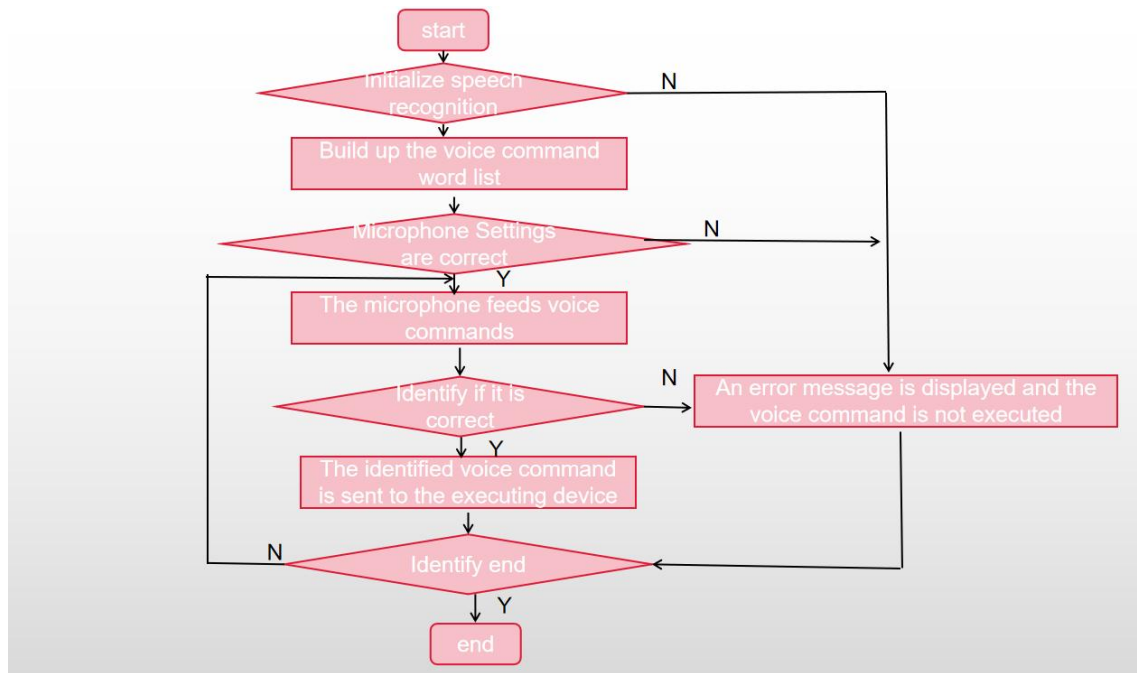 start
Initialize speech
recognition
N
Build up the voice command
word list
Microphone Settings
are correct
N
Y
The microphone feeds voice
commands
Identify if it is
correct
N
An error message is displayed and the
voice command is not executed
Y
The identified voice command
is sent to the executing device
N
Identify end
Y
end